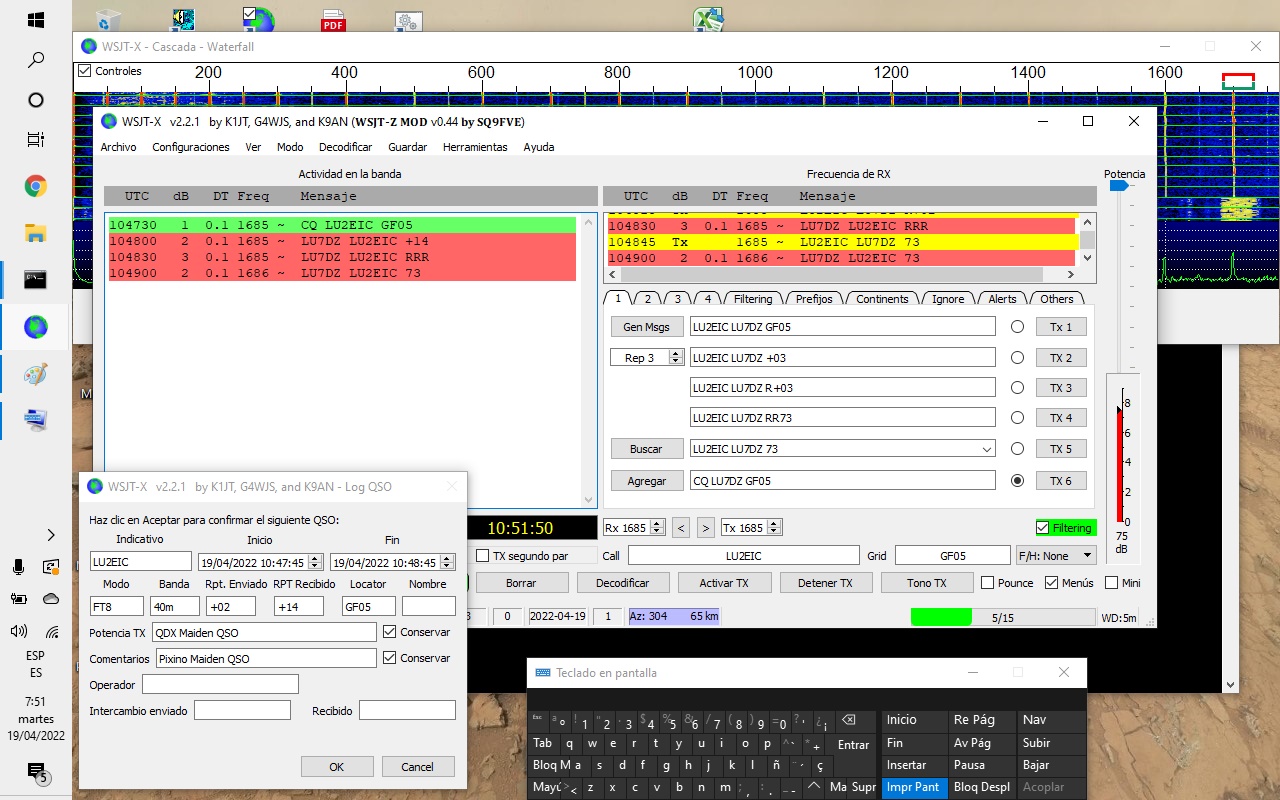 PDF
WSJT-X - Cascada - Waterfall
Controles
200 400 600 800 1000 1200 1400 1600
WSJT-X v2.2.1 by K1JT, G4WJS, and K9AN (WSJT-Z MOD v0.44 by SQ9FVE)
Archivo Configuraciones Ver Modo Decodificar Guardar Herramientas Ayuda
Actividad en la banda
UTC dB DT Freq Mensaje
104730 1 0.1 1685 ~ CQ LU2EIC GF05
104800 2 0.1 1685 ~ LU7DZ LU2EIC +14
104830 3 0.1 1685 ~ LU7DZ LU2EIC RRR
104900 2 0.1 1686 ~ LU7DZ LU2EIC 73
Frecuencia de RX
UTC dB DT Freq Mensaje
104830 3 0.1 1685 ~ LU7DZ LU2EIC RRR
104845 Tx 1685 ~ LU2EIC LU7DZ 73
104900 2 0.1 1686 ~ LU7DZ LU2EIC 73
Potencia
1 2 3 4 Filtering Prefijos Continents Ignore Alerts Others
Gen Msgs LU2EIC LU7DZ GF05 Tx 1
Rep 3 LU2EIC LU7DZ +03 TX 2
LU2EIC LU7DZ R+03 TX 3
LU2EIC LU7DZ RR73 TX 4
Buscar LU2EIC LU7DZ 73 TX 5
Agregar CQ LU7DZ GF05 TX 6
8
6
4
2
0
75
dB
10:51:50 Rx 1685 < > Tx 1685 Filtering
TX segundo par Call LU2EIC Grid GF05 F/H: None
Borrar Decodificar Activar TX Detener TX Tono TX Pounce Menús Mini
3 0 2022-04-19 1 Az: 304 65 km 5/15 WD:5m
WSJT-X v2.2.1 by K1JT, G4WJS, and K9AN - Log QSO
Haz clic en Aceptar para confirmar el siguiente QSO:
Indicativo Inicio Fin
LU2EIC 19/04/2022 10:47:45 19/04/2022 10:48:45
Modo Banda Rpt. Enviado RPT Recibido Locator Nombre
FT8 40m +02 +14 GF05
Potencia TX QDX Maiden QSO Conservar
Comentarios Pixino Maiden QSO Conservar
Operador
Intercambio enviado Recibido
OK Cancel
Teclado en pantalla
esc ª º ! 1 " 2 · 3 $ 4 % 5 & 6 / 7 ( 8 ) 9 = 0 ? ' ¿ ¡ Inicio Re Pág Nav
Tab q w e r t y u i o p ^ ` * + Entrar Fin Av Pág Subir
Bloq M a s d f g h j k l ñ ¨ ´ ç Insertar Pausa Bajar
Mayú > < z x c v b n m ; , : . _ - Ma Supr Impr Pant Bloq Despl Acoplar
ESP
ES
7:51
martes
19/04/2022
5
M